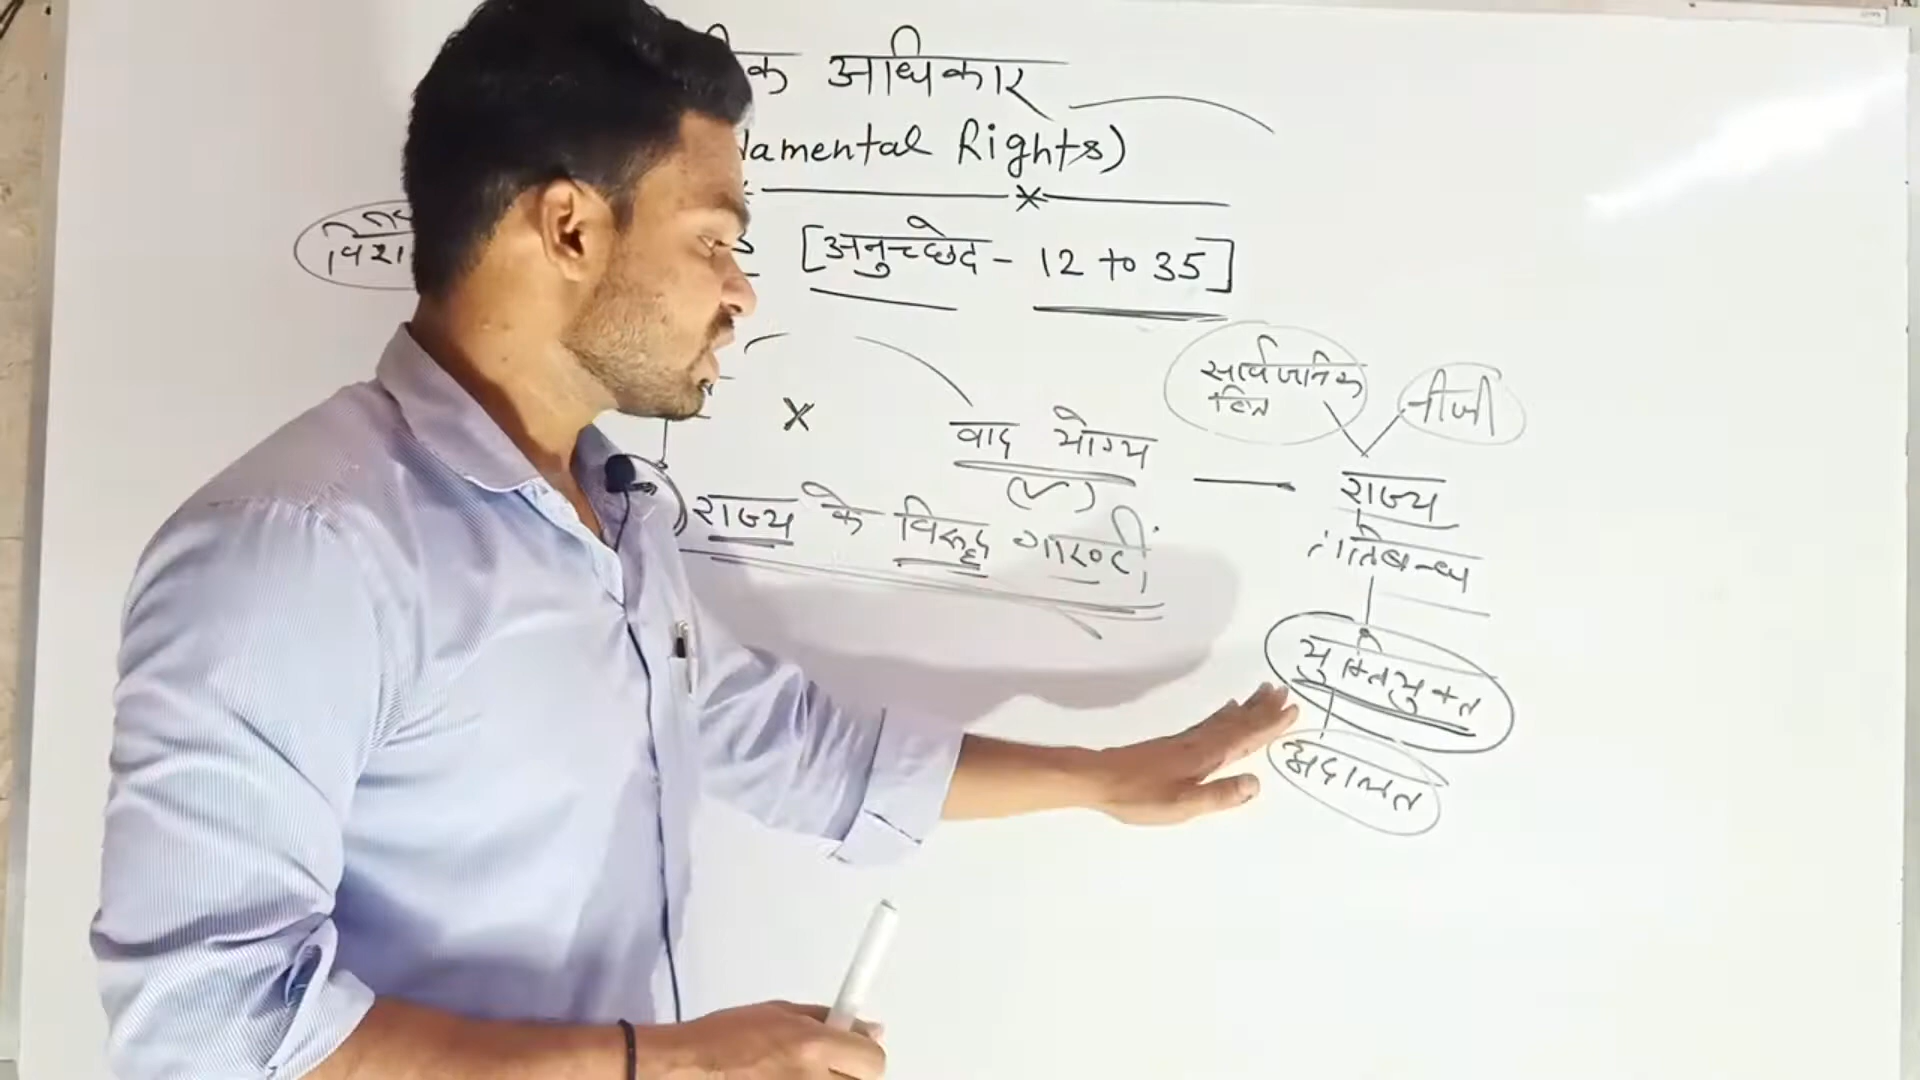 अधिकार
damental Rights)
[अनुच्छेद - 12 to 35]
सार्वजनिक
हित
नीजी
वाद योग्य
राज्य
राज्य के विरूद्ध गारण्टी
युक्तियुक्त
अदालत